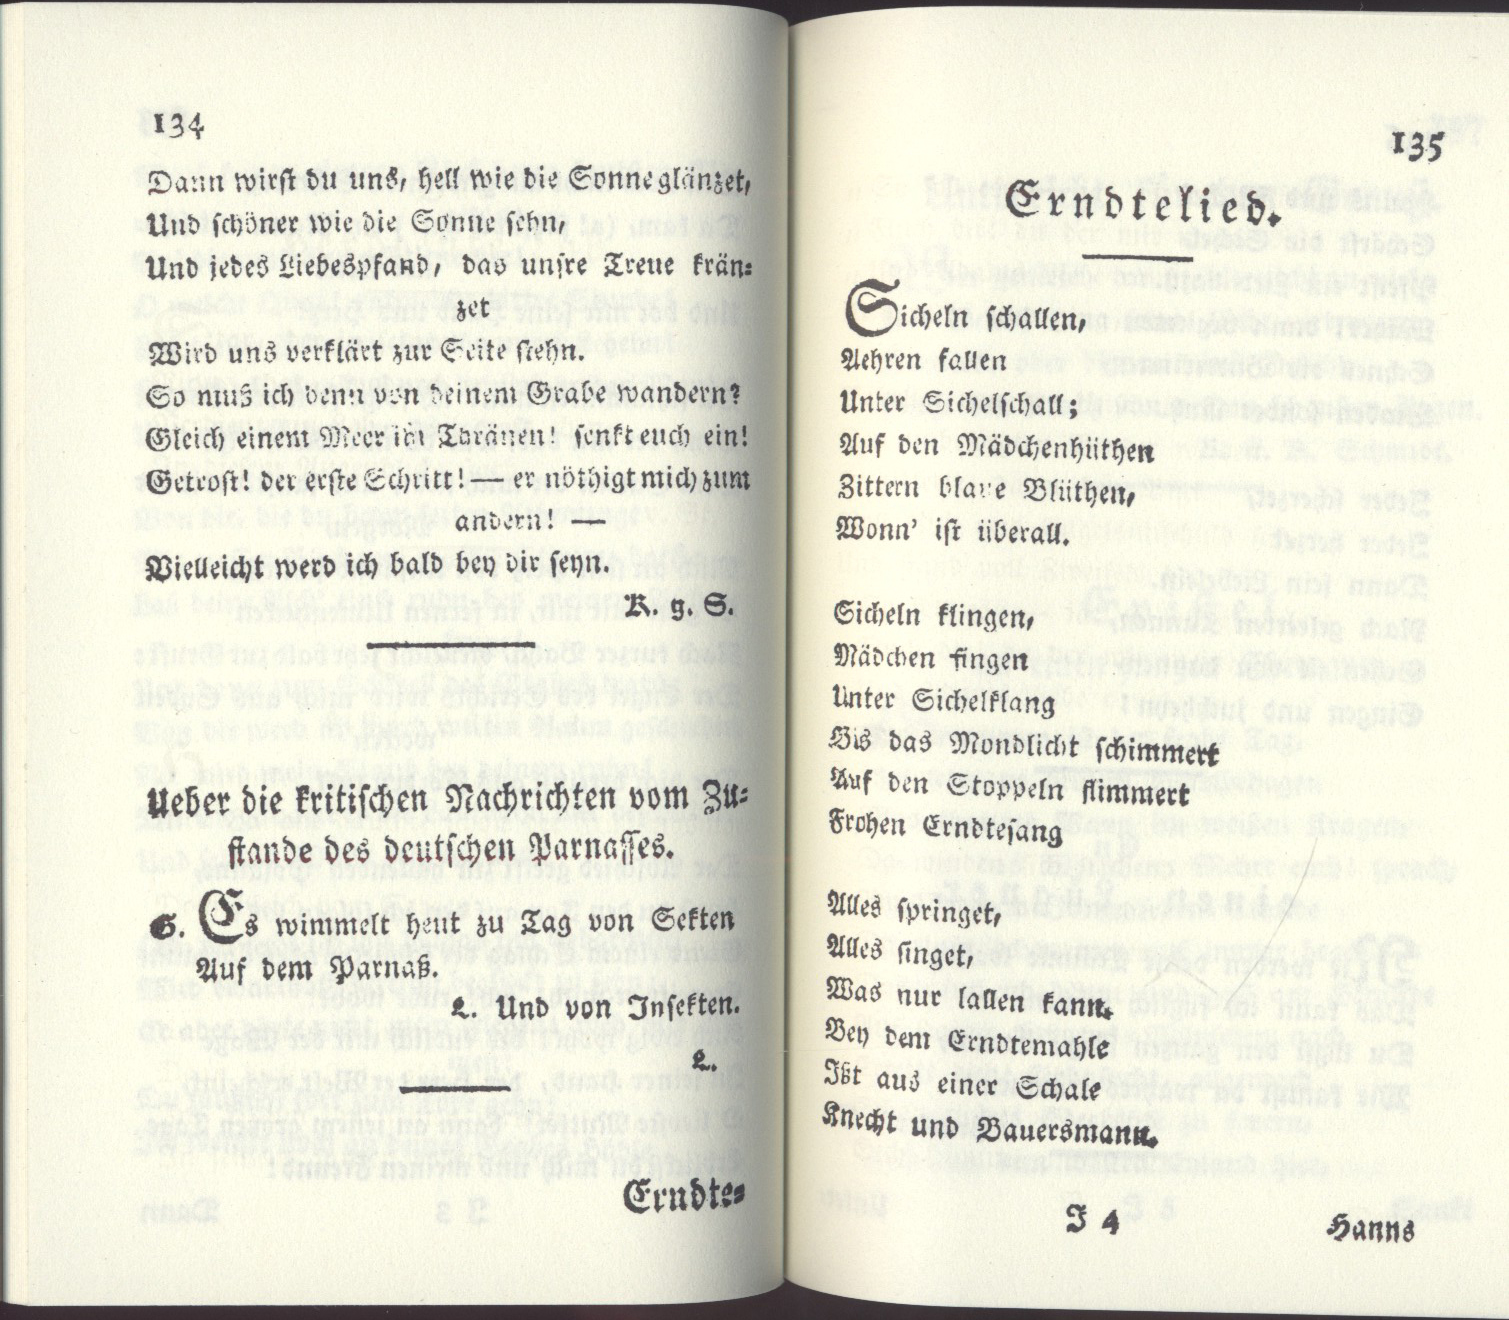 134
Dann wirst du uns, hell wie die Sonne glänzet,
Und schöner wie die Sonne sehn,
Und jedes Liebespfand, das unsre Treue krän-
zet
Wird uns verklärt zur Seite stehn.
So muß ich denn von deinem Grabe wandern?
Gleich einem Meer ihr Thränen! senkt euch ein!
Getrost! der erste Schritt! — er nöthigt mich zum
andern! —
Vielleicht werd ich bald bey dir seyn.
K. g. S.
Ueber die kritischen Nachrichten vom Zu-
stande des deutschen Parnasses.
G. Es wimmelt heut zu Tag von Sekten
Auf dem Parnaß.
L. Und von Insekten.
L.
Erndte-
135
Erndtelied.
Sicheln schallen,
Aehren fallen
Unter Sichelschall;
Auf den Mädchenhüthen
Zittern blaue Blüthen,
Wonn' ist überall.
Sicheln klingen,
Mädchen singen
Unter Sichelklang
Bis das Mondlicht schimmert
Auf den Stoppeln flimmert
Frohen Erndtesang
Alles springet,
Alles singet,
Was nur lallen kann.
Bey dem Erndtemahle
Ißt aus einer Schale
Knecht und Bauersmann.
J 4
Hanns